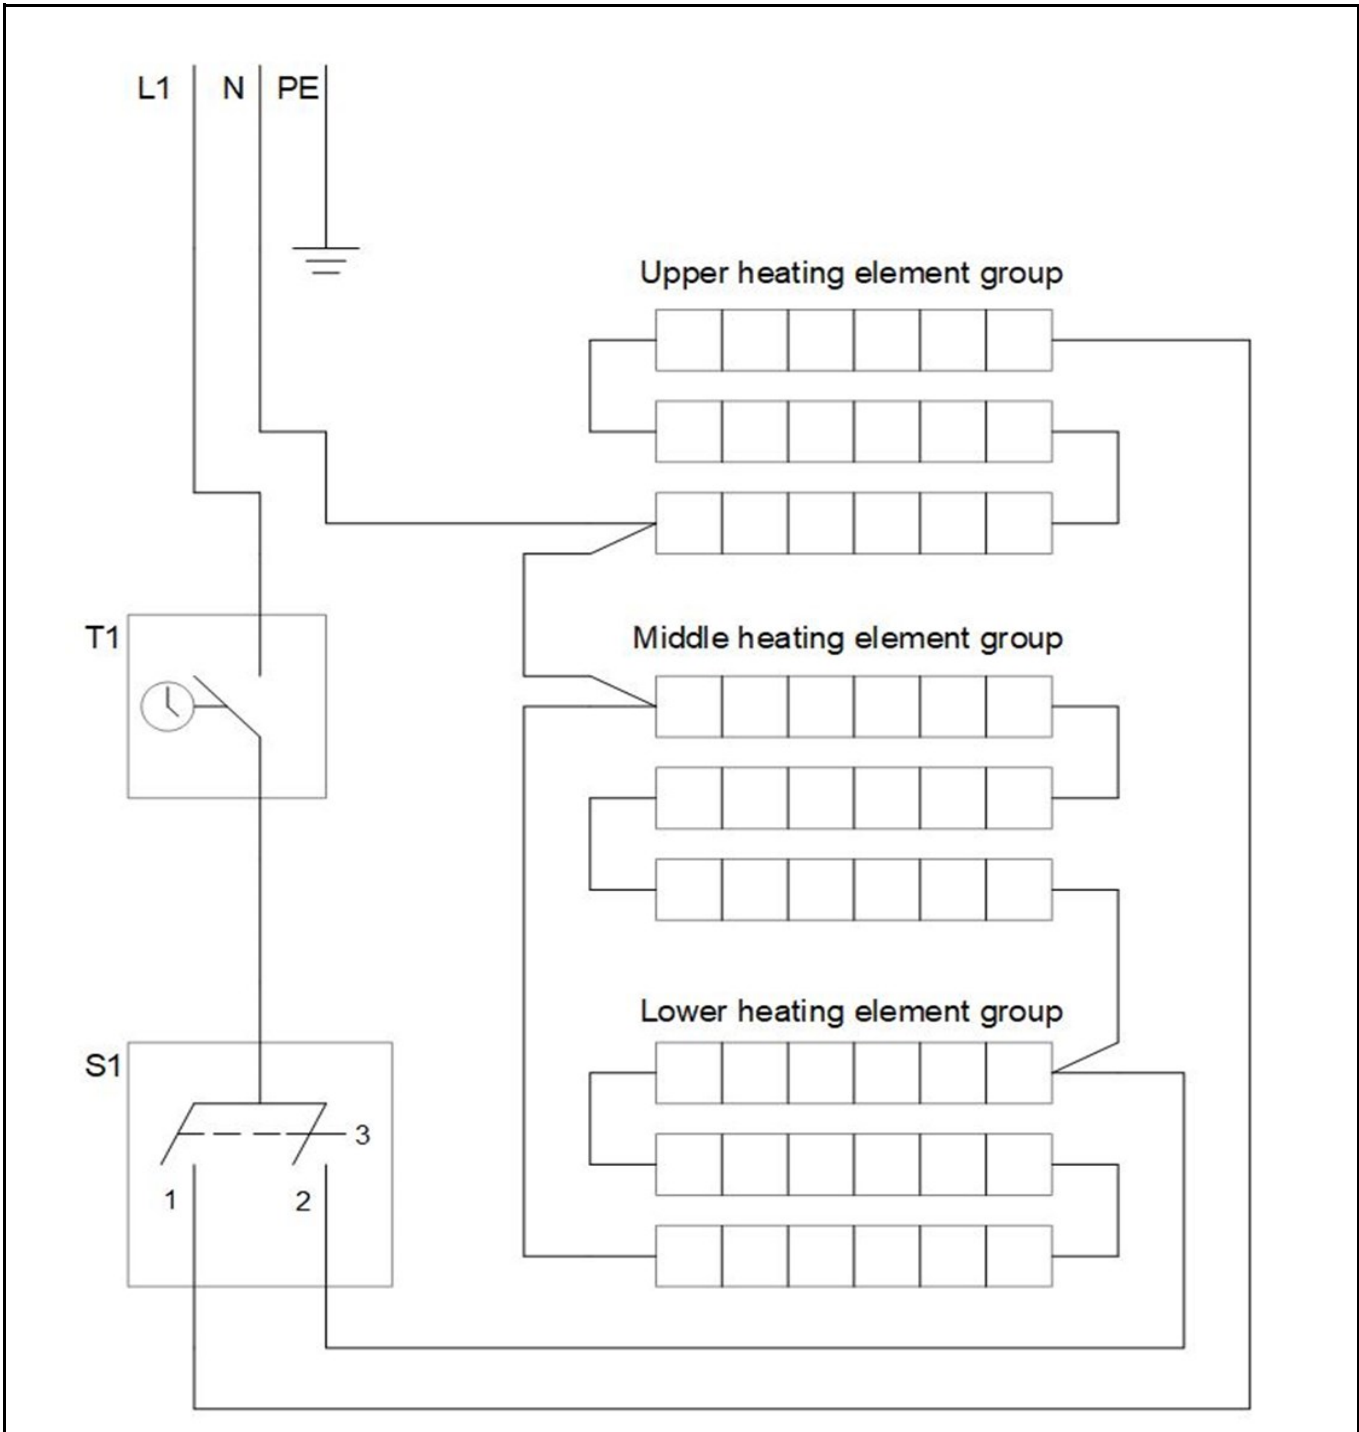 L1 N PE
Upper heating element group
T1
Middle heating element group
Lower heating element group
S1
3
1 2